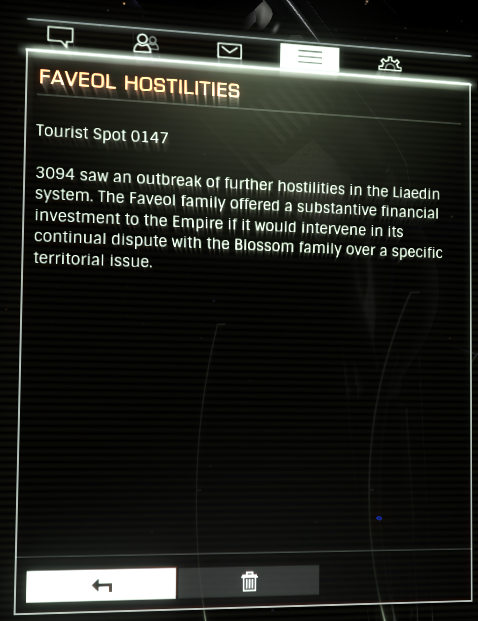 FAVEOL HOSTILITIES
Tourist Spot 0147
3094 saw an outbreak of further hostilities in the Liaedin
system. The Faveol family offered a substantive financial
investment to the Empire if it would intervene in its
continual dispute with the Blossom family over a specific
territorial issue.